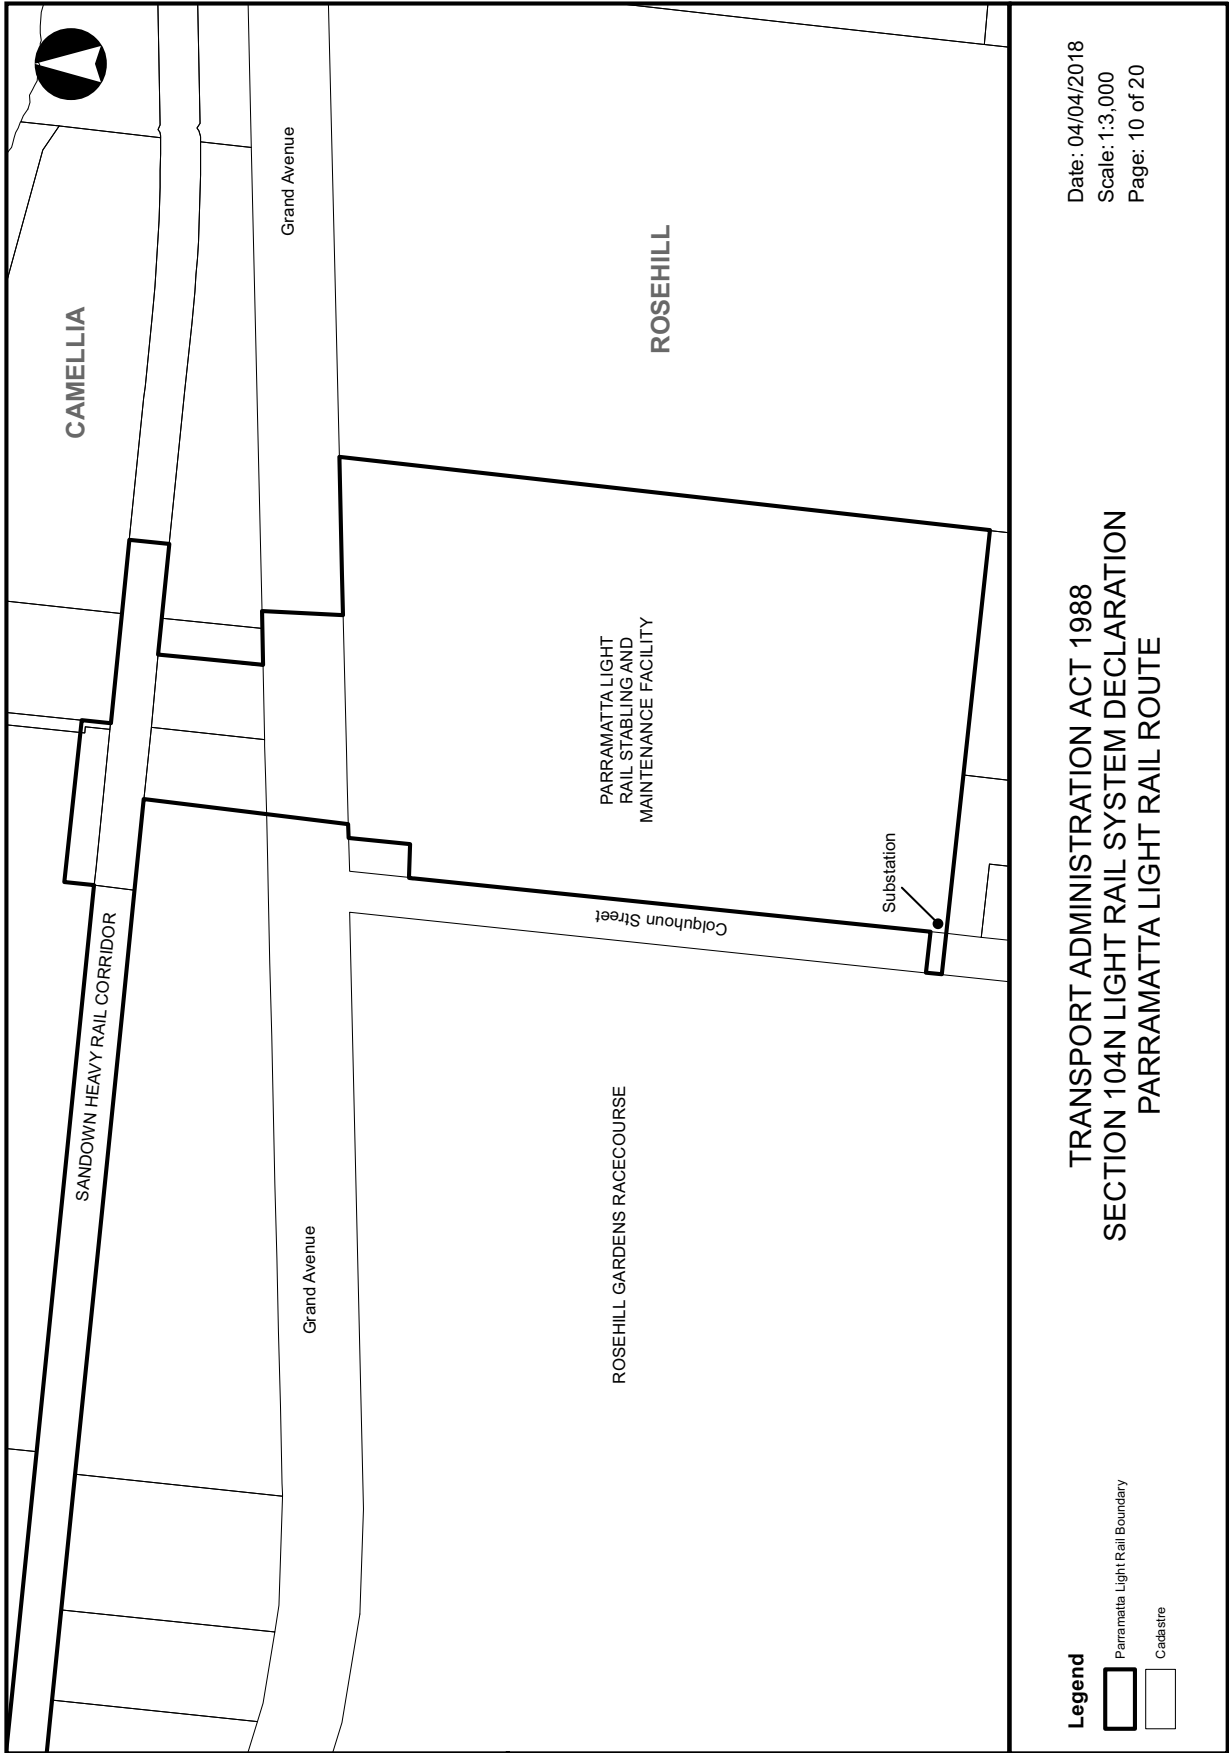 CAMELLIA
Grand Avenue
ROSEHILL
SANDOWN HEAVY RAIL CORRIDOR
PARRAMATTA LIGHT
RAIL STABLING AND
MAINTENANCE FACILITY
Colquhoun Street
Substation
Grand Avenue
ROSEHILL GARDENS RACECOURSE
Legend
Parramatta Light Rail Boundary
Cadastre
TRANSPORT ADMINISTRATION ACT 1988
SECTION 104N LIGHT RAIL SYSTEM DECLARATION
PARRAMATTA LIGHT RAIL ROUTE
Date: 04/04/2018
Scale: 1:3,000
Page: 10 of 20